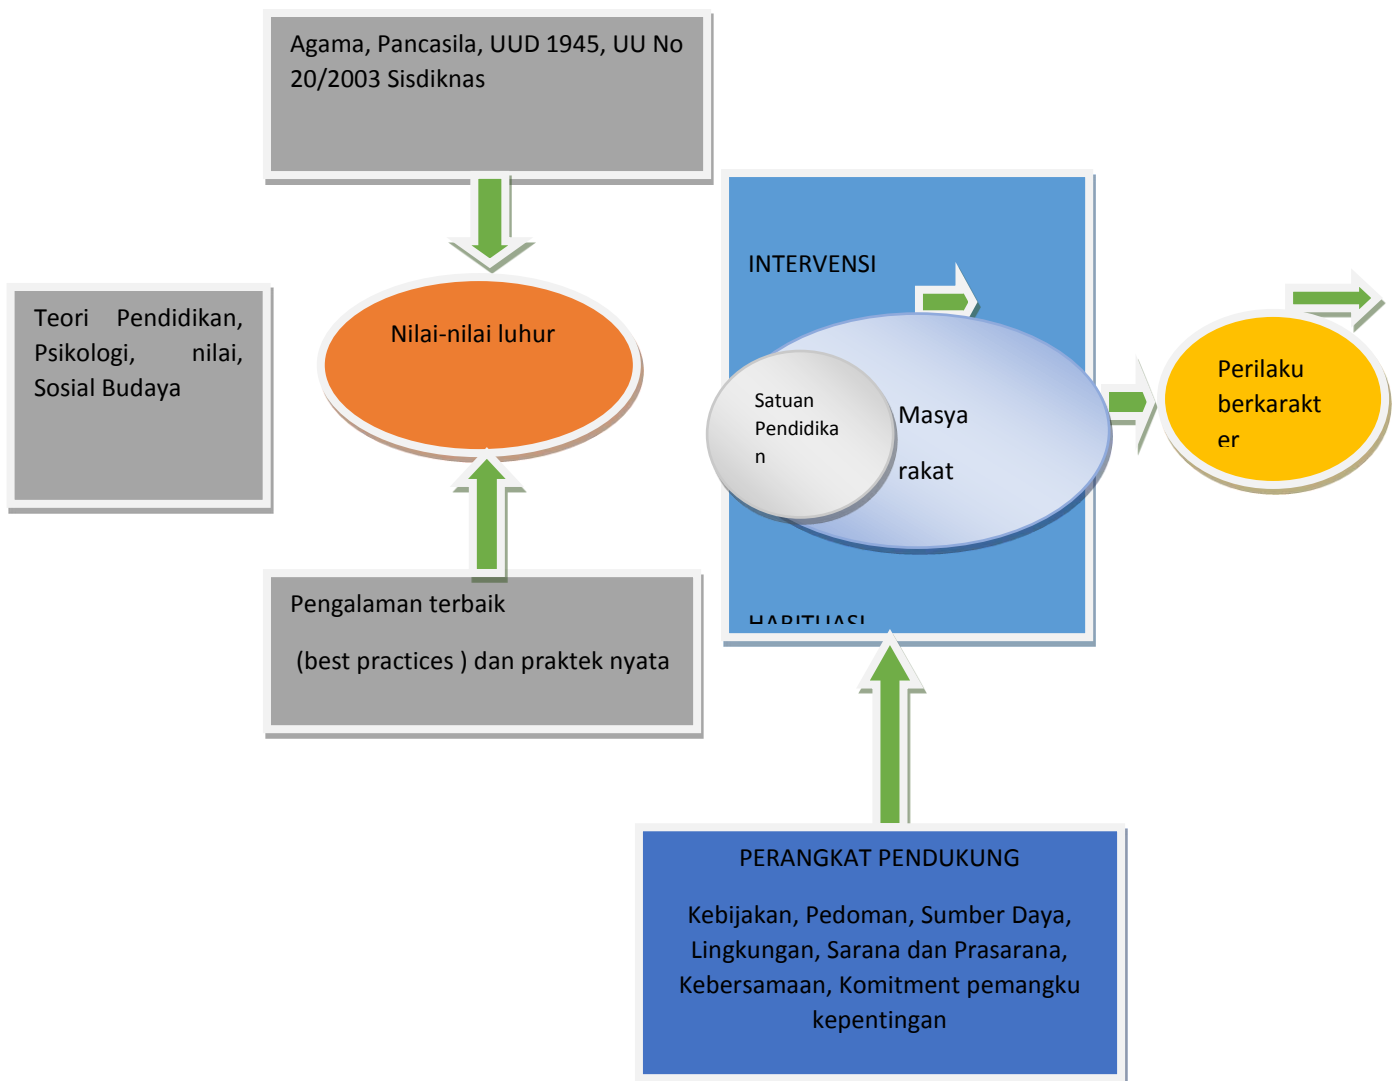 Agama, Pancasila, UUD 1945, UU No
20/2003 Sisdiknas
INTERVENSI
Teori Pendidikan,
Psikologi, nilai,
Sosial Budaya
Nilai-nilai luhur
Satuan
Pendidika
n
Masya
rakat
Perilaku
berkarakt
er
Pengalaman terbaik
(best practices ) dan praktek nyata
HABITUASI
PERANGKAT PENDUKUNG
Kebijakan, Pedoman, Sumber Daya,
Lingkungan, Sarana dan Prasarana,
Kebersamaan, Komitment pemangku
kepentingan